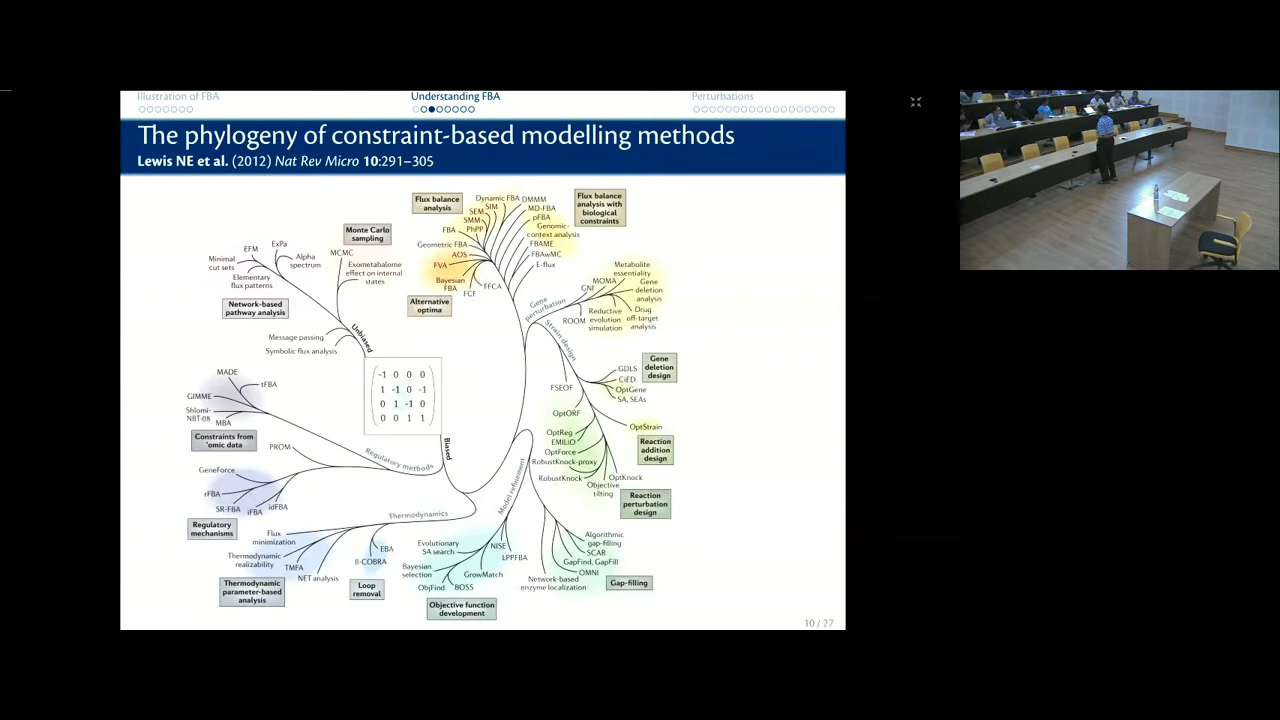 Illustration of FBA
Understanding FBA
Perturbations
The phylogeny of constraint-based modelling methods
Lewis NE et al. (2012) Nat Rev Micro 10:291–305
Flux balance
analysis
Dynamic FBA
DMMM
SIM
MD-FBA
SEM
pFBA
SMM
Genomic-
context analysis
PhPP
FBA
FBAME
Geometric FBA
FBAwMC
AOS
E-flux
FVA
Bayesian
FBA
FCF
FFCA
Flux balance
analysis with
biological
constraints
Alternative
optima
Monte Carlo
sampling
MCMC
Exometabalome
effect on internal
states
ExPa
EFM
Alpha
spectrum
Minimal
cut sets
Elementary
flux patterns
Network-based
pathway analysis
Unbiased
Message passing
Symbolic flux analysis
Gene
perturbation
GNI
MOMA
Metabolite
essentiality
Gene
deletion
analysis
ROOM
Reductive
evolution
simulation
Drug
off-target
analysis
Strain design
GDLS
CiED
OptGene
SA, SEAs
Gene
deletion
design
FSEOF
OptORF
OptStrain
Reaction
addition
design
OptReg
EMILiO
OptForce
RobustKnock-proxy
RobustKnock
OptKnock
Objective
tilting
Reaction
perturbation
design
-1 0 0 0
1 -1 0 -1
0 1 -1 0
0 0 1 1
Biased
MADE
tFBA
GIMME
Shlomi-
NBT-08
MBA
Constraints from
'omic data
PROM
Regulatory methods
GeneForce
rFBA
SR-FBA
iFBA
idFBA
Regulatory
mechanisms
Thermodynamics
Flux
minimization
Thermodynamic
realizability
TMFA
NET analysis
EBA
ll-COBRA
Thermodynamic
parameter-based
analysis
Loop
removal
Model refinement
Evolutionary
SA search
NISE
LPPFBA
Bayesian
selection
GrowMatch
ObjFind
BOSS
Objective function
development
Algorithmic
gap-filling
SCAR
GapFind, GapFill
OMNI
Network-based
enzyme localization
Gap-filling
10 / 27